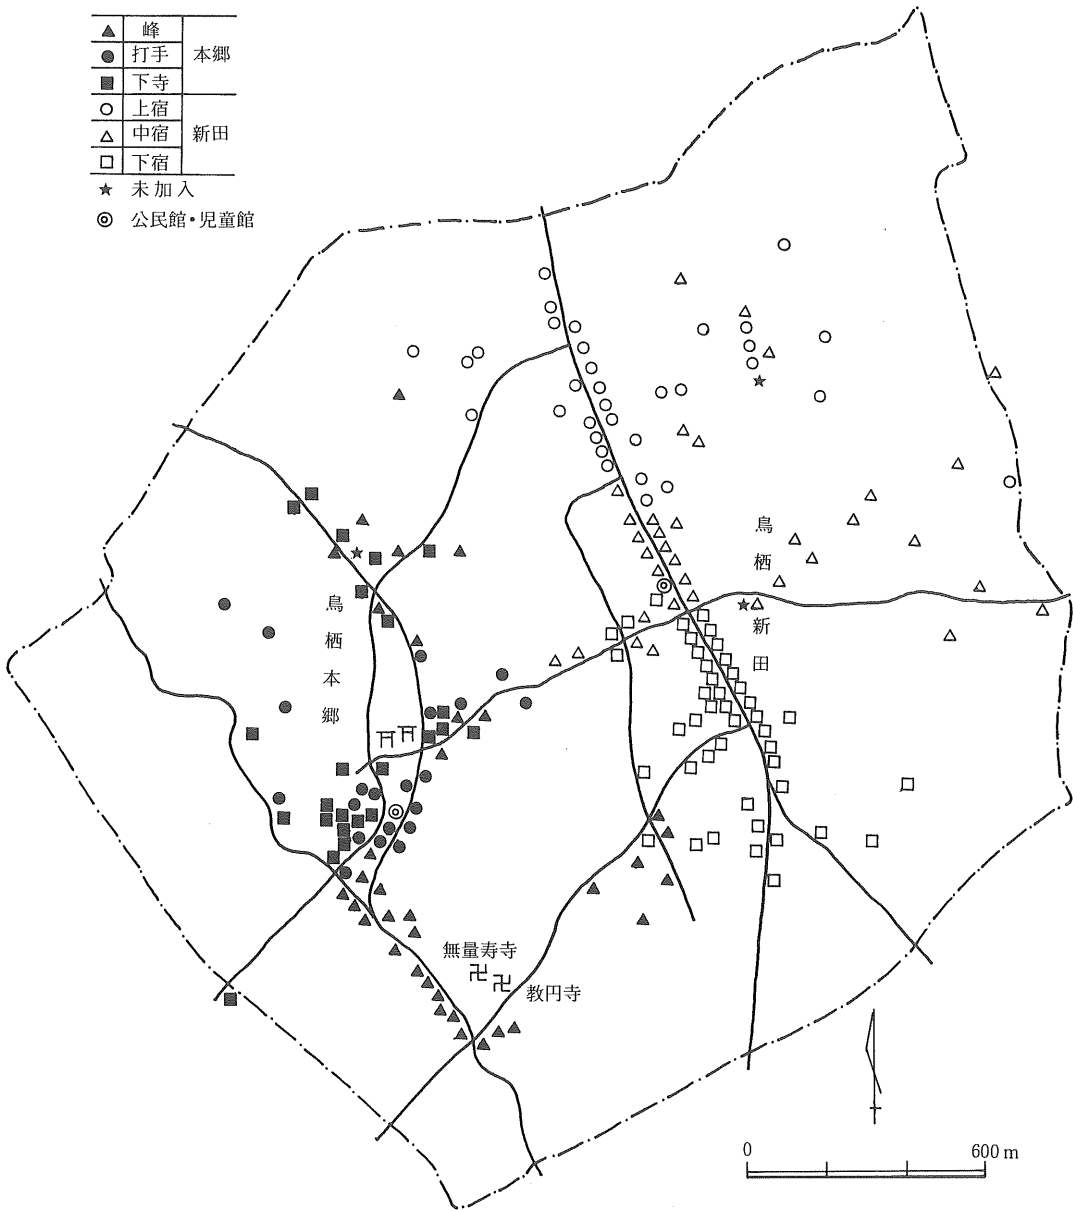 峰
打手
本郷
下寺
上宿
中宿
新田
下宿
未加入
公民館・児童館
鳥栖新田
鳥栖本郷
無量寿寺
教円寺
0
600m